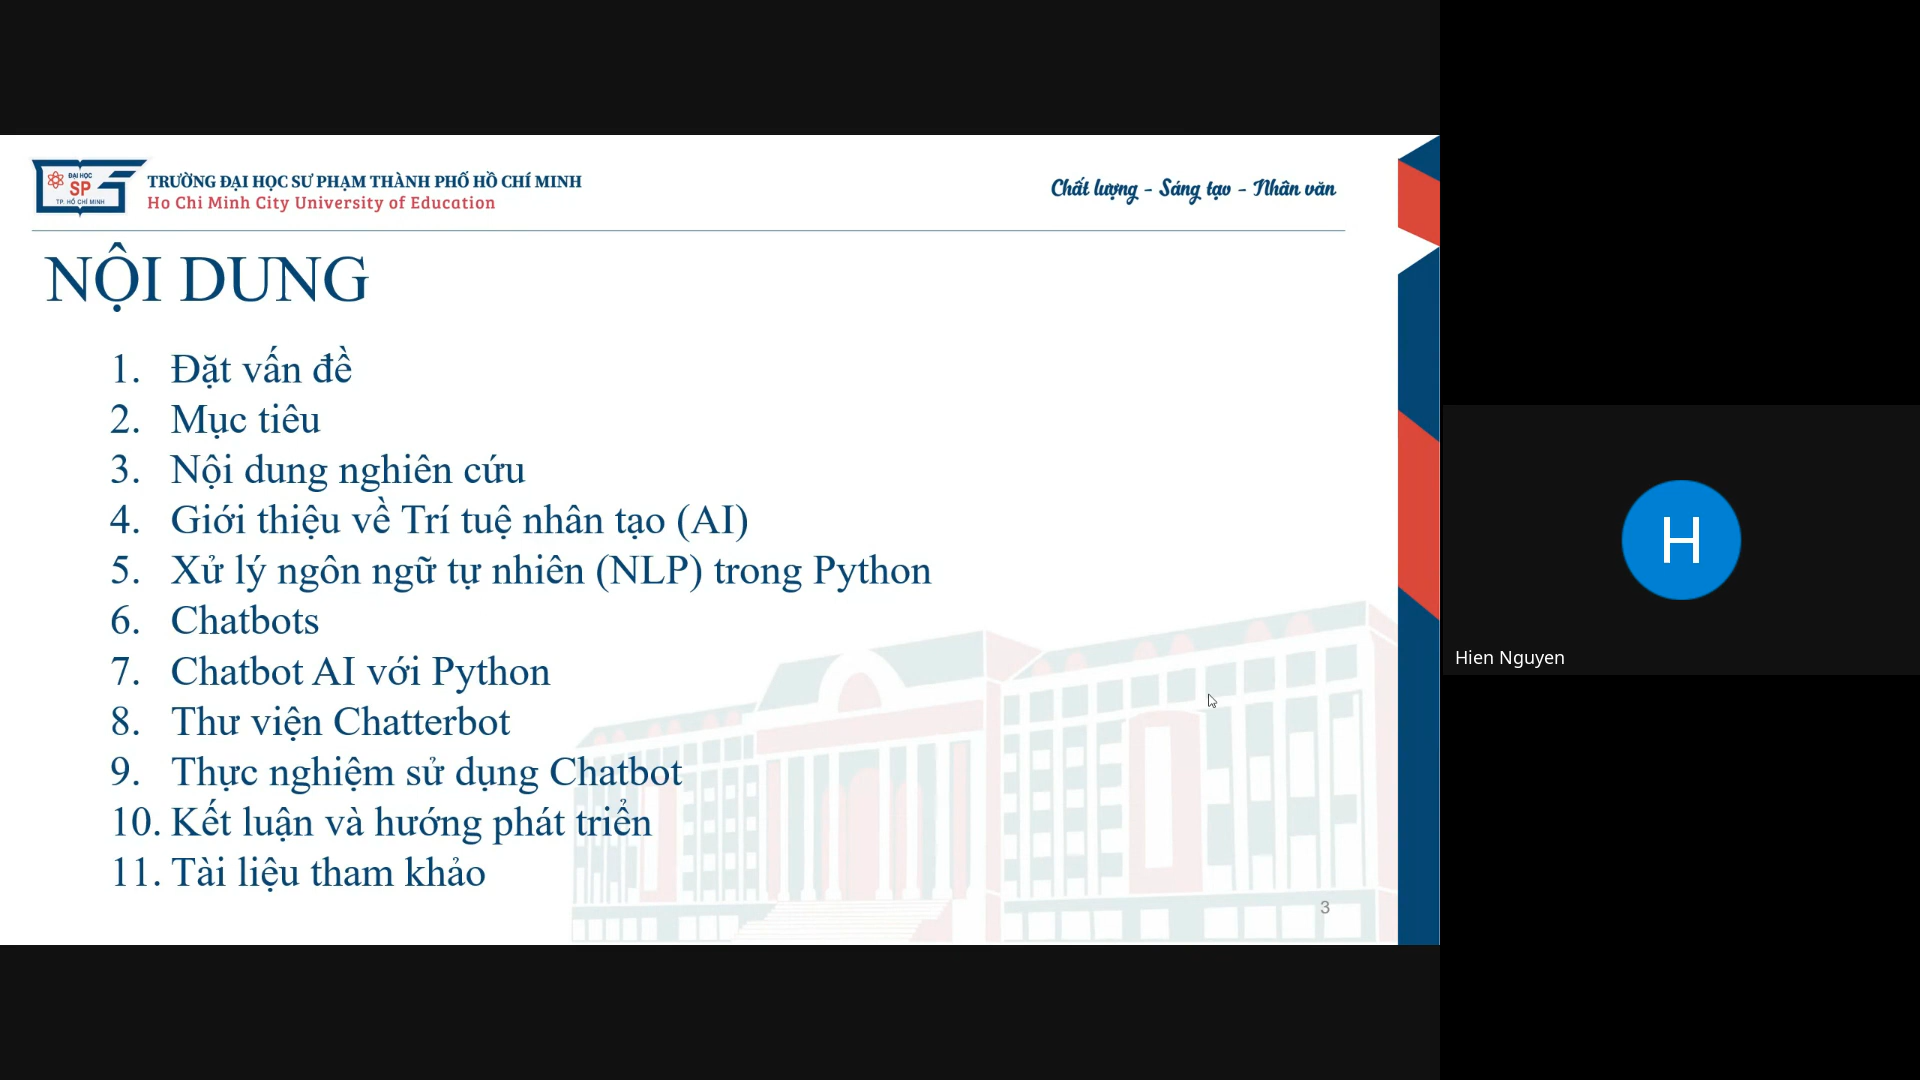 ĐẠI HỌC
SP
TP. HỒ CHÍ MINH
TRƯỜNG ĐẠI HỌC SƯ PHẠM THÀNH PHỐ HỒ CHÍ MINH
Ho Chi Minh City University of Education
Chất lượng - Sáng tạo - Nhân văn
NỘI DUNG
1. Đặt vấn đề
2. Mục tiêu
3. Nội dung nghiên cứu
4. Giới thiệu về Trí tuệ nhân tạo (AI)
5. Xử lý ngôn ngữ tự nhiên (NLP) trong Python
6. Chatbots
7. Chatbot AI với Python
8. Thư viện Chatterbot
9. Thực nghiệm sử dụng Chatbot
10. Kết luận và hướng phát triển
11. Tài liệu tham khảo
3
H
Hien Nguyen